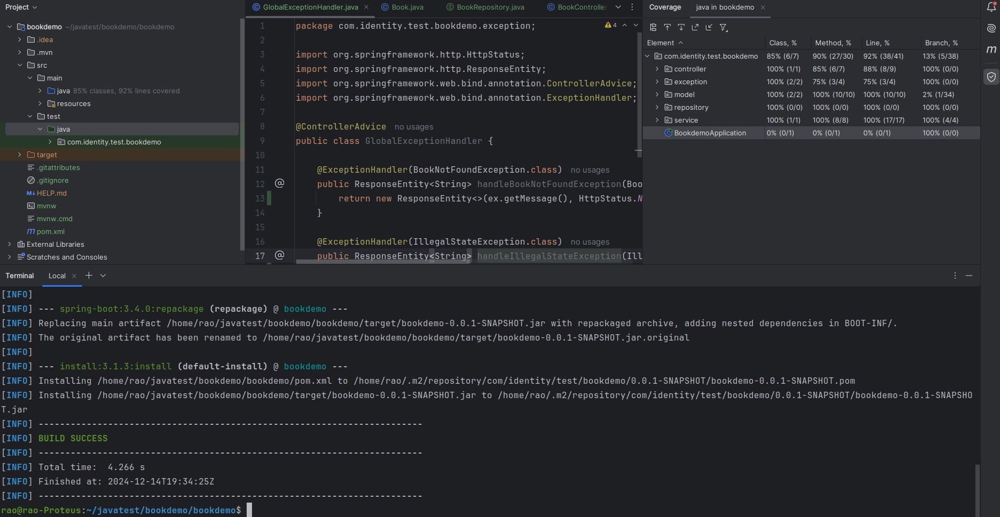 Project
bookdemo ~/javatest/bookdemo/bookdemo
.idea
.mvn
src
main
java 85% classes, 92% lines covered
resources
test
java
com.identity.test.bookdemo
target
.gitattributes
.gitignore
M↓ HELP.md
mvnw
mvnw.cmd
m pom.xml
External Libraries
Scratches and Consoles
GlobalExceptionHandler.java Book.java BookRepository.java BookController
4
1 package com.identity.test.bookdemo.exception;
2
3 import org.springframework.http.HttpStatus;
4 import org.springframework.http.ResponseEntity;
5 import org.springframework.web.bind.annotation.ControllerAdvice;
6 import org.springframework.web.bind.annotation.ExceptionHandler;
7
8 @ControllerAdvice no usages
9 public class GlobalExceptionHandler {
10
11 @ExceptionHandler(BookNotFoundException.class) no usages
12 @ public ResponseEntity<String> handleBookNotFoundException(Boo
13 return new ResponseEntity<>(ex.getMessage(), HttpStatus.N
14 }
15
16 @ExceptionHandler(IllegalStateException.class) no usages
17 @ public ResponseEntity<String> handleIllegalStateException(Ill
Coverage java in bookdemo
Element Class, % Method, % Line, % Branch, %
com.identity.test.bookdemo 85% (6/7) 90% (27/30) 92% (38/41) 13% (5/38)
controller 100% (1/1) 85% (6/7) 88% (8/9) 100% (0/0)
exception 100% (2/2) 75% (3/4) 75% (3/4) 100% (0/0)
model 100% (2/2) 100% (10/10) 100% (10/10) 2% (1/34)
repository 100% (0/0) 100% (0/0) 100% (0/0) 100% (0/0)
service 100% (1/1) 100% (8/8) 100% (17/17) 100% (4/4)
BookdemoApplication 0% (0/1) 0% (0/1) 0% (0/1) 100% (0/0)
m
Terminal Local
[INFO]
[INFO] --- spring-boot:3.4.0:repackage (repackage) @ bookdemo ---
[INFO] Replacing main artifact /home/rao/javatest/bookdemo/bookdemo/target/bookdemo-0.0.1-SNAPSHOT.jar with repackaged archive, adding nested dependencies in BOOT-INF/.
[INFO] The original artifact has been renamed to /home/rao/javatest/bookdemo/bookdemo/target/bookdemo-0.0.1-SNAPSHOT.jar.original
[INFO]
[INFO] --- install:3.1.3:install (default-install) @ bookdemo ---
[INFO] Installing /home/rao/javatest/bookdemo/bookdemo/pom.xml to /home/rao/.m2/repository/com/identity/test/bookdemo/0.0.1-SNAPSHOT/bookdemo-0.0.1-SNAPSHOT.pom
[INFO] Installing /home/rao/javatest/bookdemo/bookdemo/target/bookdemo-0.0.1-SNAPSHOT.jar to /home/rao/.m2/repository/com/identity/test/bookdemo/0.0.1-SNAPSHOT/bookdemo-0.0.1-SNAPSHO
T.jar
[INFO] ------------------------------------------------------------------------
[INFO] BUILD SUCCESS
[INFO] ------------------------------------------------------------------------
[INFO] Total time:  4.266 s
[INFO] Finished at: 2024-12-14T19:34:25Z
[INFO] ------------------------------------------------------------------------
rao@rao-Proteus:~/javatest/bookdemo/bookdemo$